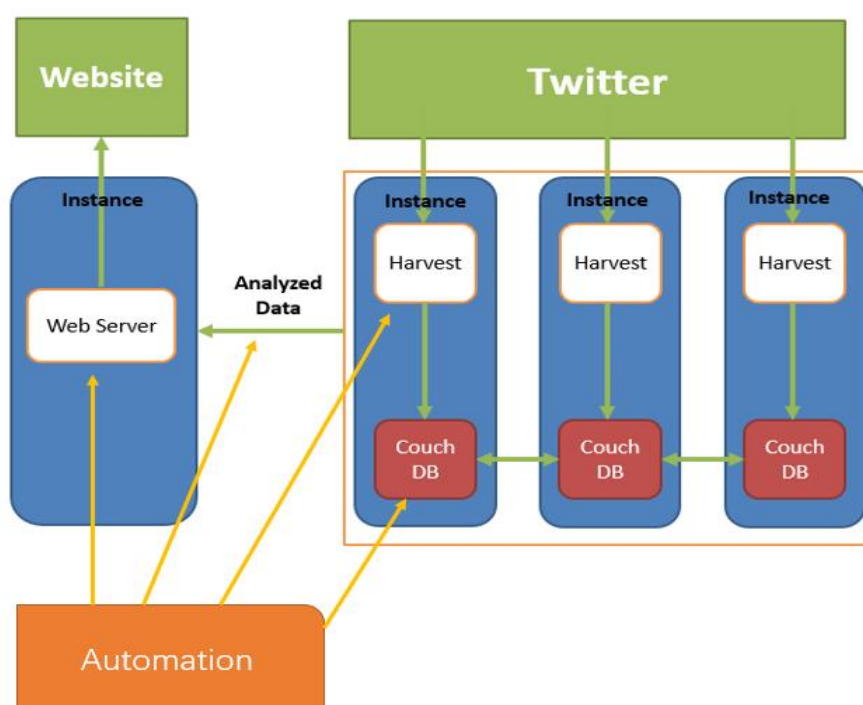 Website
Twitter
Instance
Instance
Instance
Instance
Harvest
Harvest
Harvest
Analyzed
Data
Web Server
Couch
DB
Couch
DB
Couch
DB
Automation